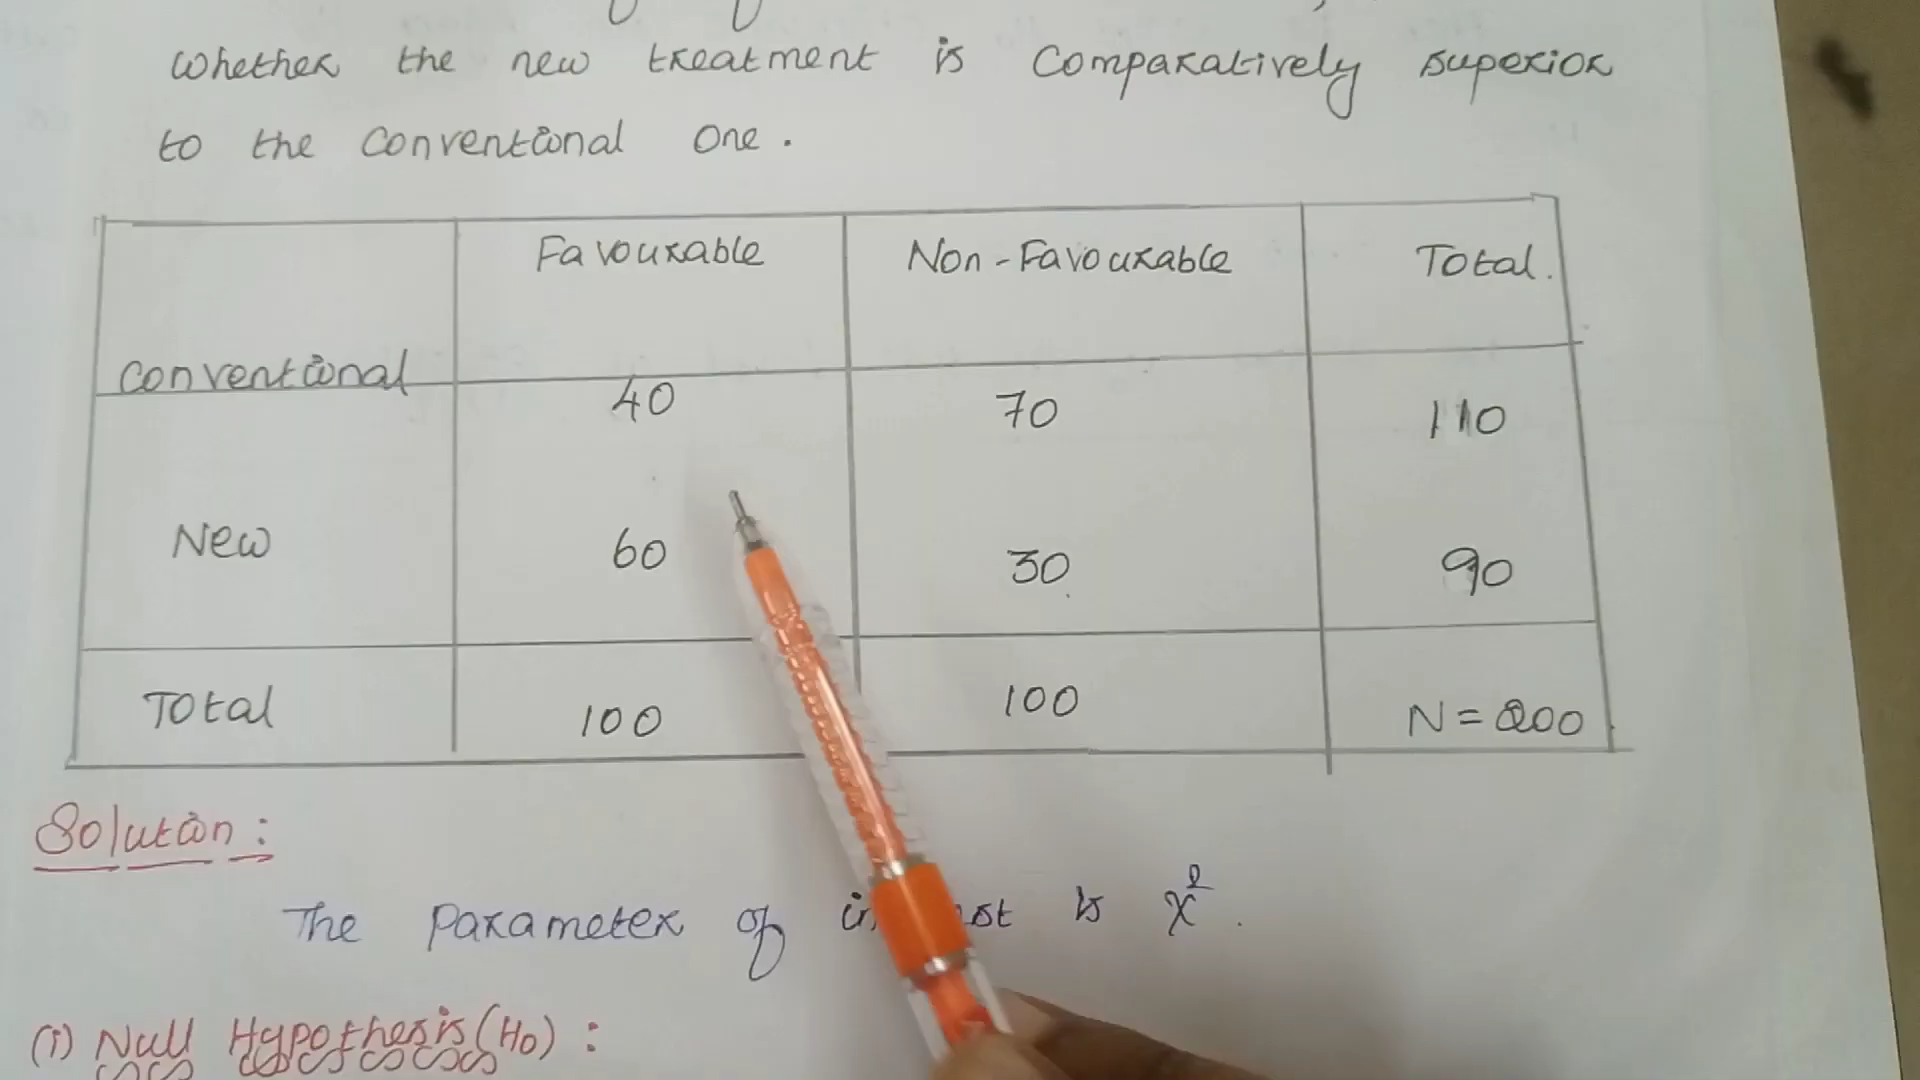 whether the new treatment is comparatively superior
to the conventional one.
Favourable Non-Favourable Total.
Conventional 40 70 110
New 60 30 90
Total 100 100 N = 200
Solution:
The Parameter of is χ².
(i) Null Hypothesis (H0) :